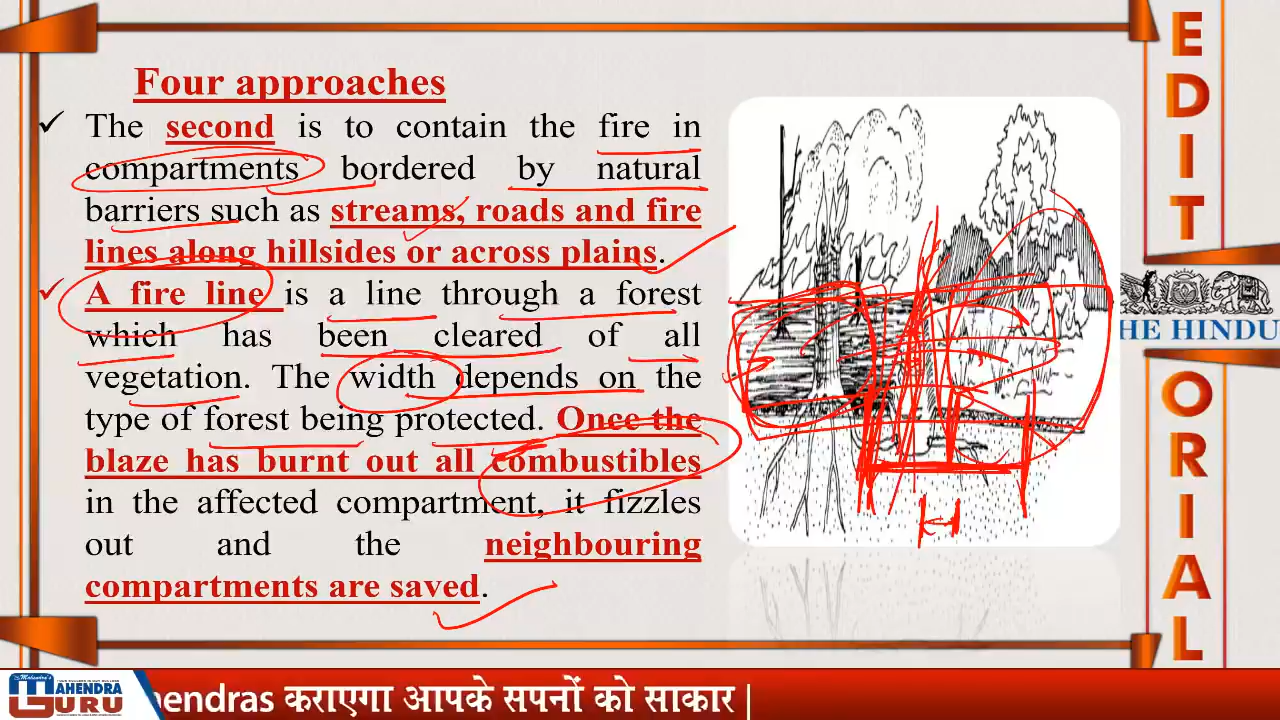 Four approaches
The second is to contain the fire in
compartments bordered by natural
barriers such as streams, roads and fire
lines along hillsides or across plains.
A fire line is a line through a forest
which has been cleared of all
vegetation. The width depends on the
type of forest being protected. Once the
blaze has burnt out all combustibles
in the affected compartment, it fizzles
out and the neighbouring
compartments are saved.
EDITORIAL
THE HINDU
Mahendra's
MAHENDRA
GURU
hendras कराएगा आपके सपनों को साकार |